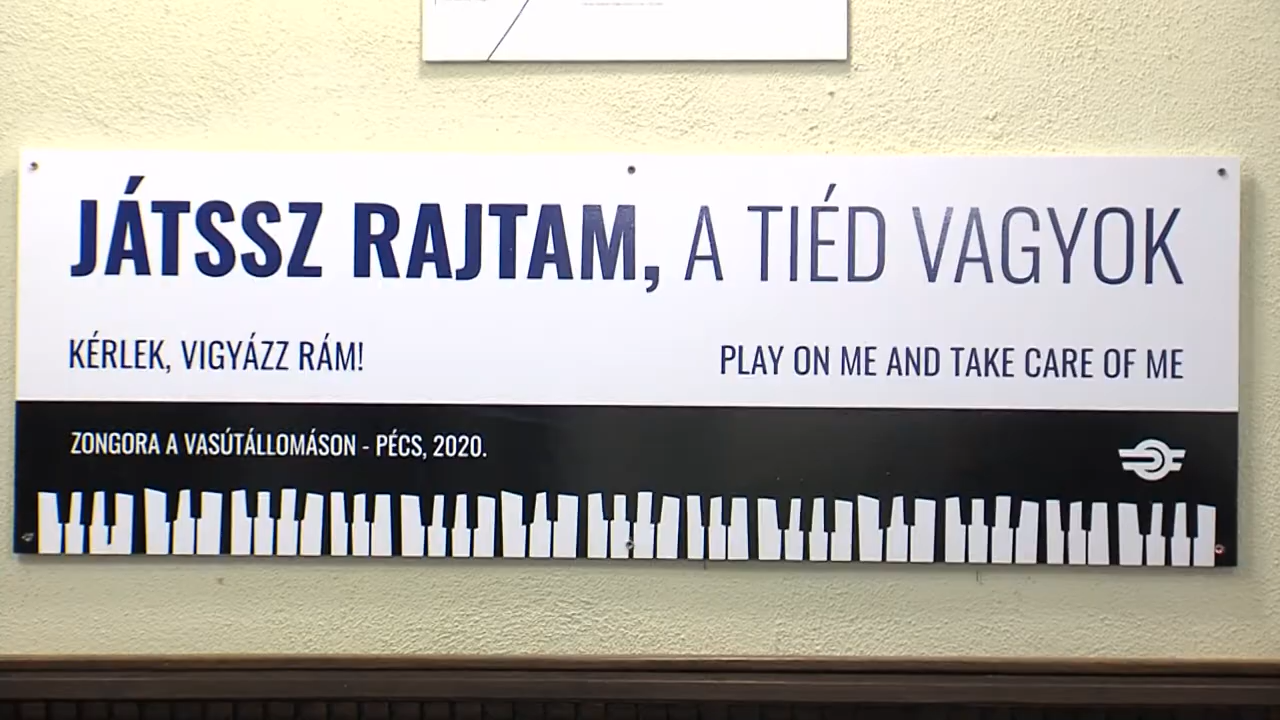 JÁTSSZ RAJTAM, A TIÉD VAGYOK
KÉRLEK, VIGYÁZZ RÁM!
PLAY ON ME AND TAKE CARE OF ME
ZONGORA A VASÚTÁLLOMÁSON - PÉCS, 2020.